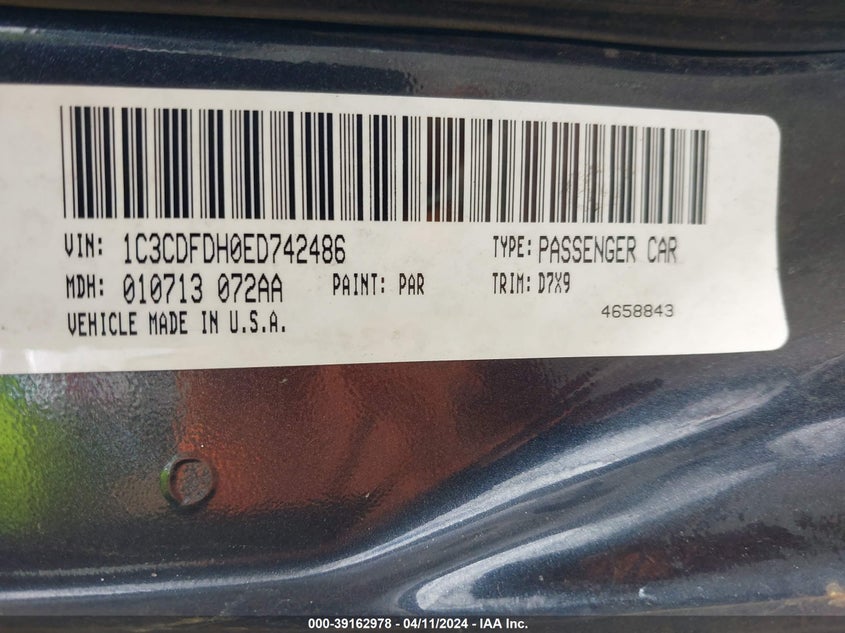 VIN: 1C3CDFDH0ED742486 TYPE: PASSENGER CAR
MDH: 010713 072AA PAINT: PAR TRIM: D7X9
VEHICLE MADE IN U.S.A. 4658843
000-39162978 - 04/11/2024 - IAA Inc.